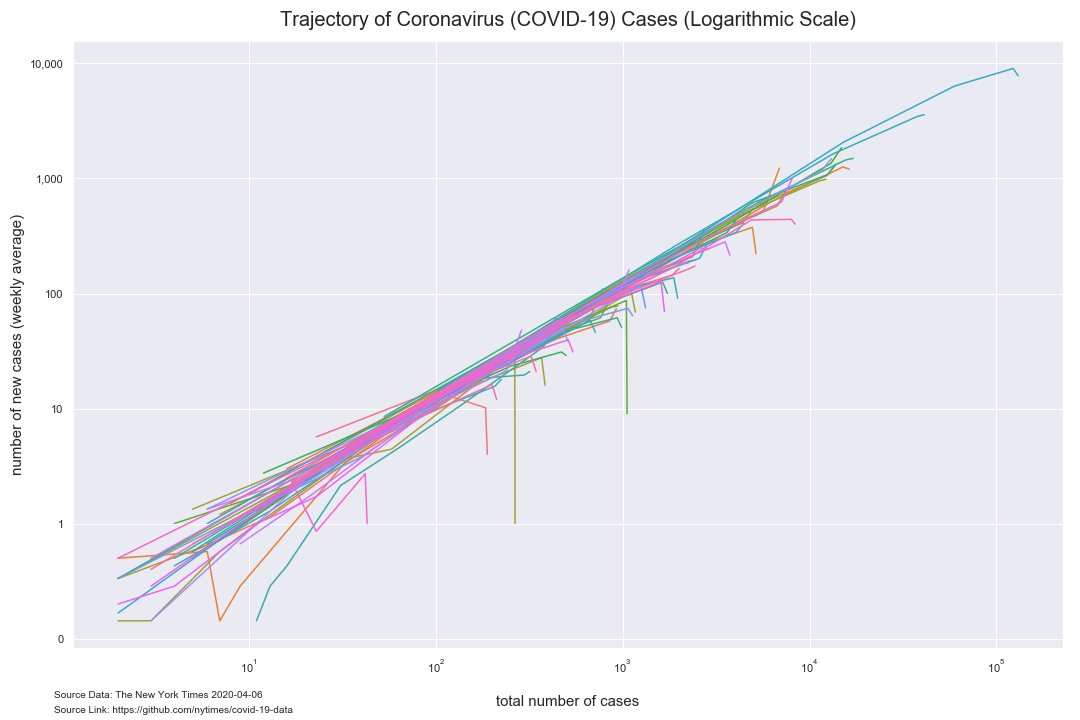 Trajectory of Coronavirus (COVID-19) Cases (Logarithmic Scale)
10,000
1,000
100
10
1
0
number of new cases (weekly average)
10¹ 10² 10³ 10⁴ 10⁵
total number of cases
Source Data: The New York Times 2020-04-06
Source Link: https://github.com/nytimes/covid-19-data